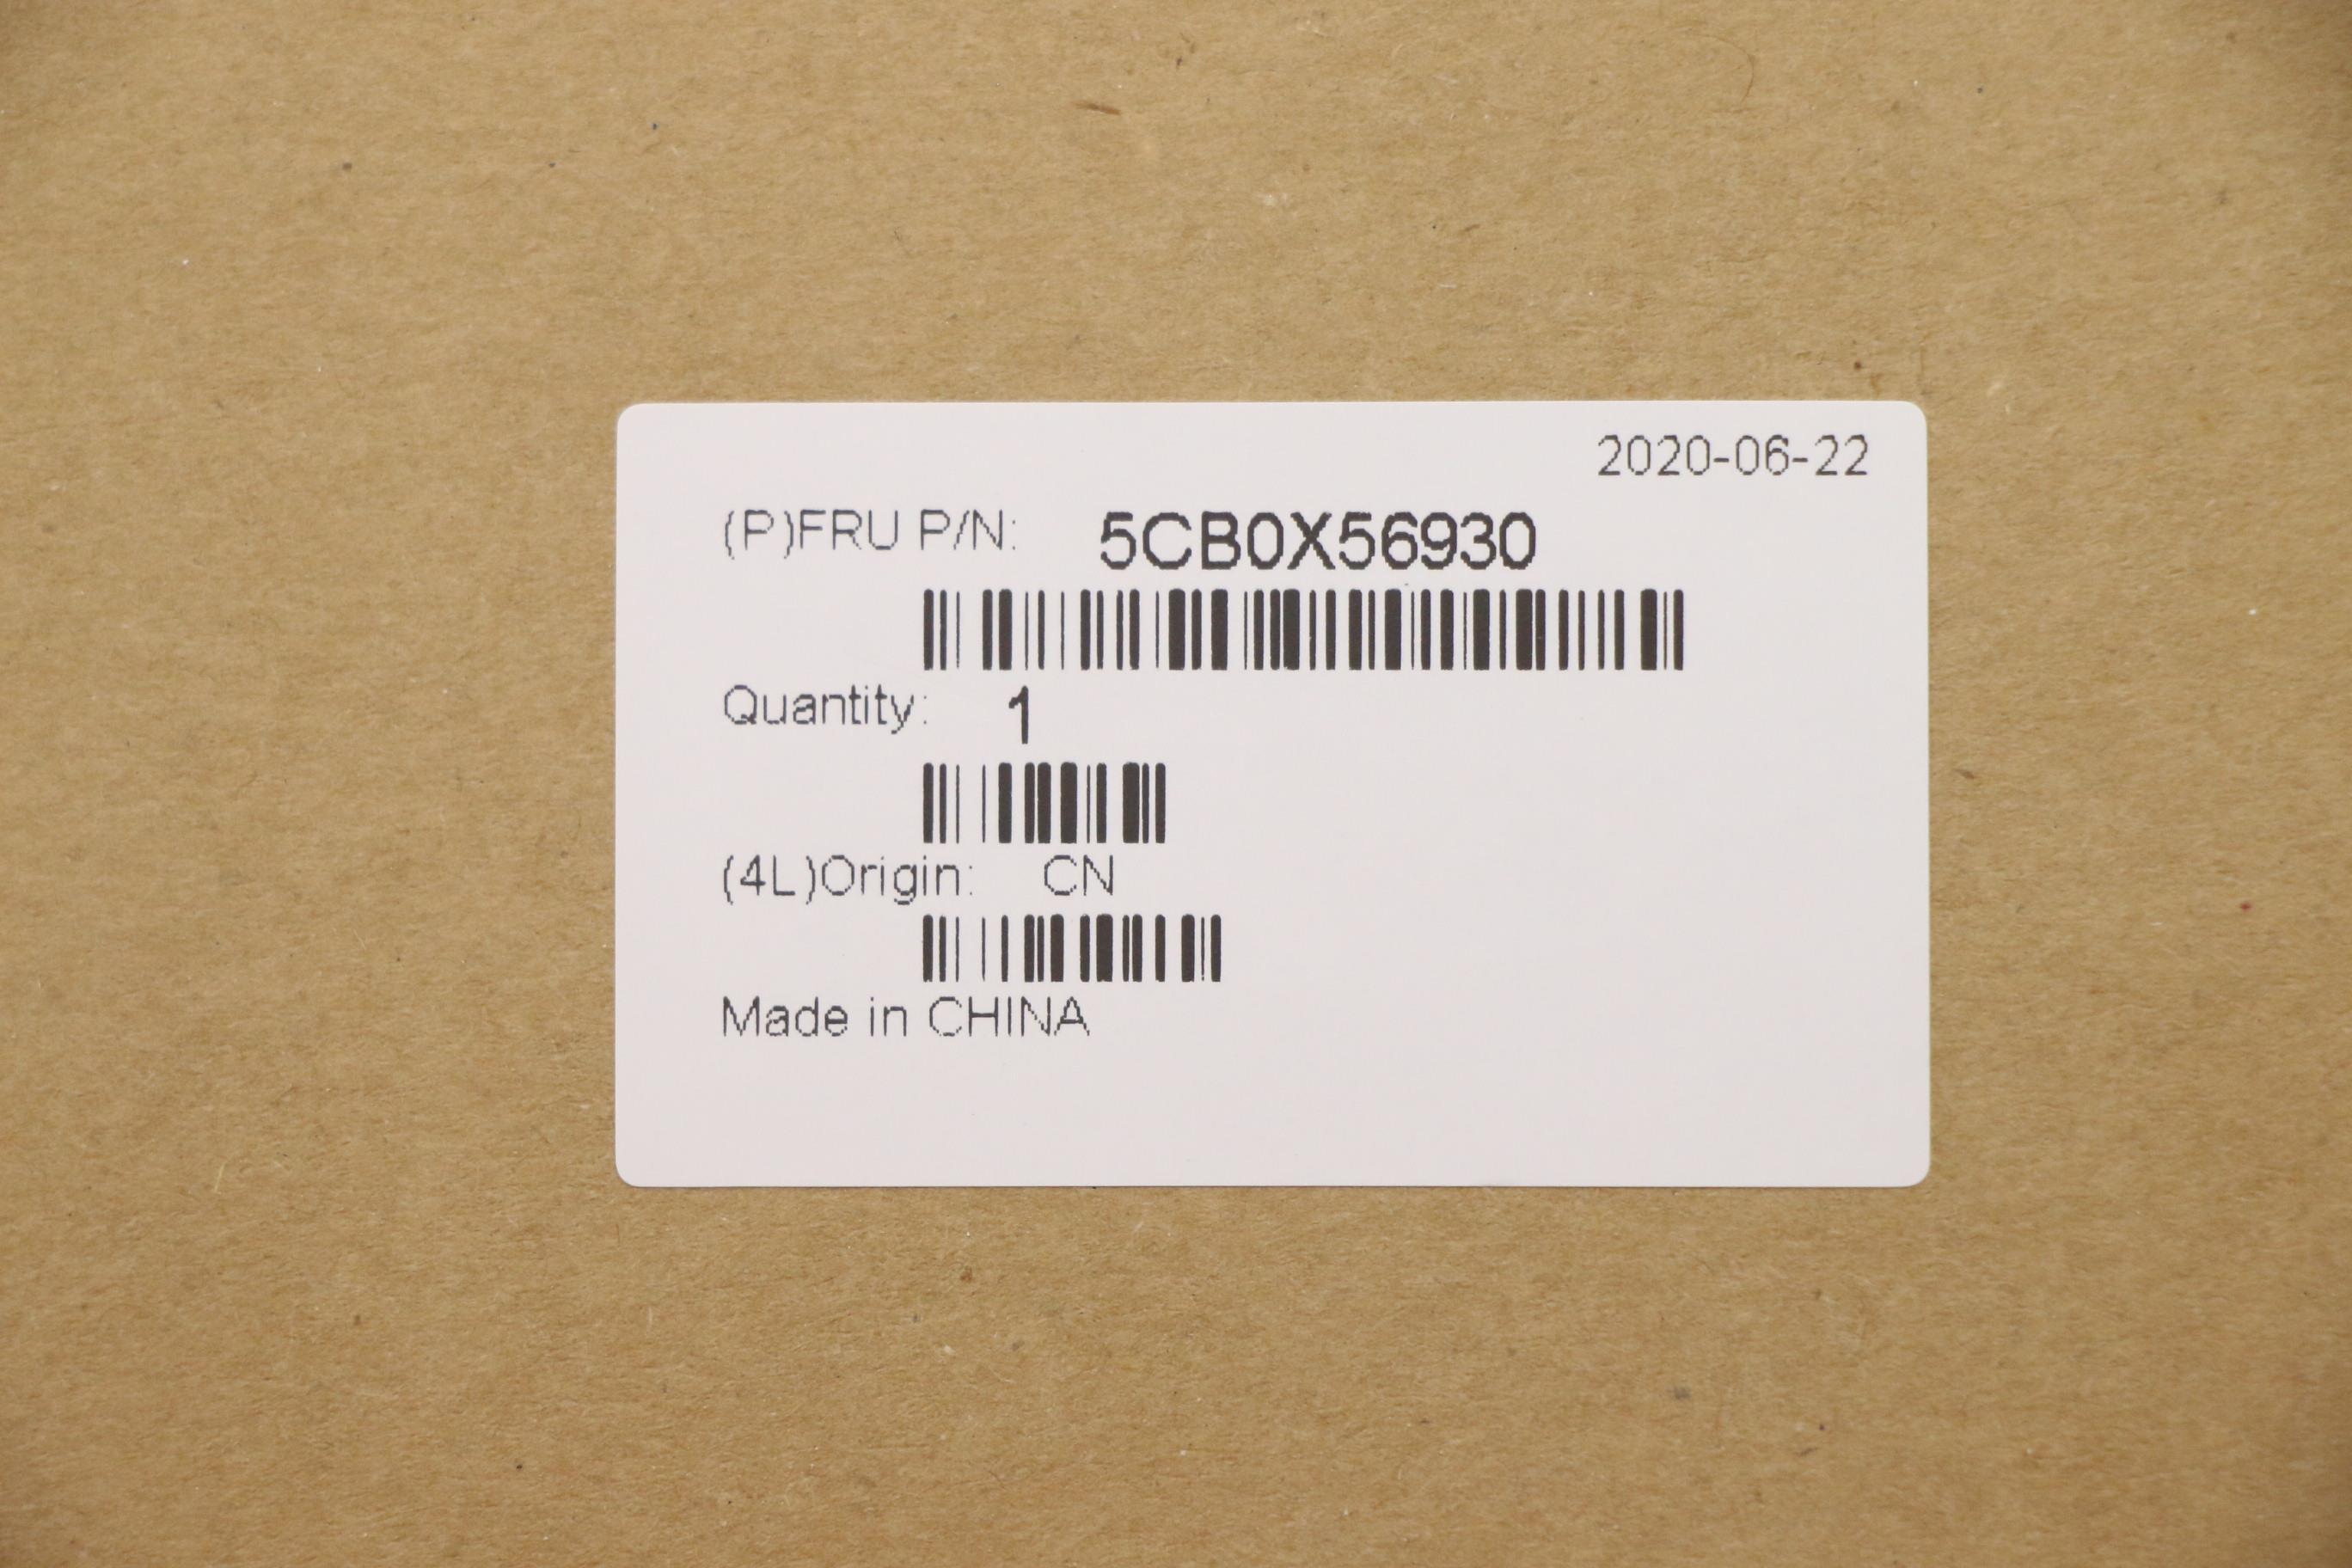 2020-06-22
(P)FRU P/N: 5CB0X56930
Quantity: 1
(4L)Origin: CN
Made in CHINA